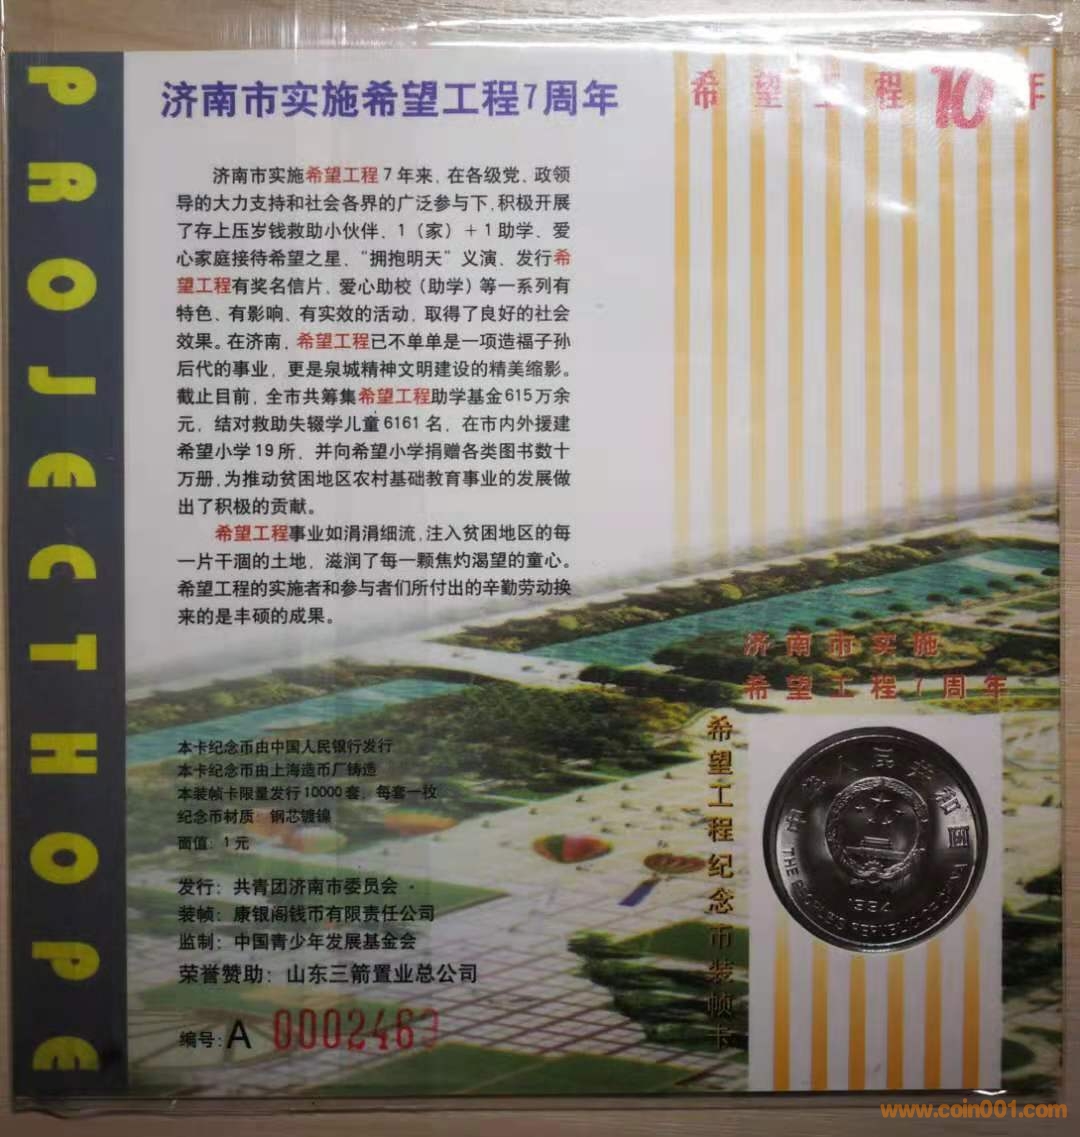 PROJECT HOPE
济南市实施希望工程7周年
希望工程10年
济南市实施希望工程7年来，在各级党、政领
导的大力支持和社会各界的广泛参与下，积极开展
了存上压岁钱救助小伙伴、1（家）+1助学、爱
心家庭接待希望之星、“拥抱明天”义演、发行希
望工程有奖名信片、爱心助校（助学）等一系列有
特色、有影响、有实效的活动，取得了良好的社会
效果。在济南，希望工程已不单单是一项造福子孙
后代的事业，更是泉城精神文明建设的精美缩影。
截止目前，全市共筹集希望工程助学基金615万余
元，结对救助失辍学儿童6161名，在市内外援建
希望小学19所，并向希望小学捐赠各类图书数十
万册，为推动贫困地区农村基础教育事业的发展做
出了积极的贡献。
希望工程事业如涓涓细流，注入贫困地区的每
一片干涸的土地，滋润了每一颗焦灼渴望的童心。
希望工程的实施者和参与者们所付出的辛勤劳动换
来的是丰硕的成果。
济南市实施
希望工程7周年
希望工程纪念币装帧卡
中华人民共和国
THE PEOPLE'S REPUBLIC OF CHINA
1994
本卡纪念币由中国人民银行发行
本卡纪念币由上海造币厂铸造
本装帧卡限量发行10000套，每套一枚
纪念币材质：钢芯镀镍
面值：1元
发行：共青团济南市委员会
装帧：康银阁钱币有限责任公司
监制：中国青少年发展基金会
荣誉赞助：山东三箭置业总公司
编号：A 0002463
www.coin001.com